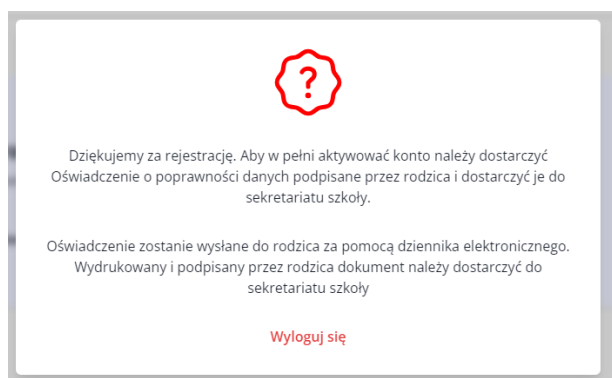 ?
Dziękujemy za rejestrację. Aby w pełni aktywować konto należy dostarczyć
Oświadczenie o poprawności danych podpisane przez rodzica i dostarczyć je do
sekretariatu szkoły.
Oświadczenie zostanie wysłane do rodzica za pomocą dziennika elektronicznego.
Wydrukowany i podpisany przez rodzica dokument należy dostarczyć do
sekretariatu szkoły
Wyloguj się